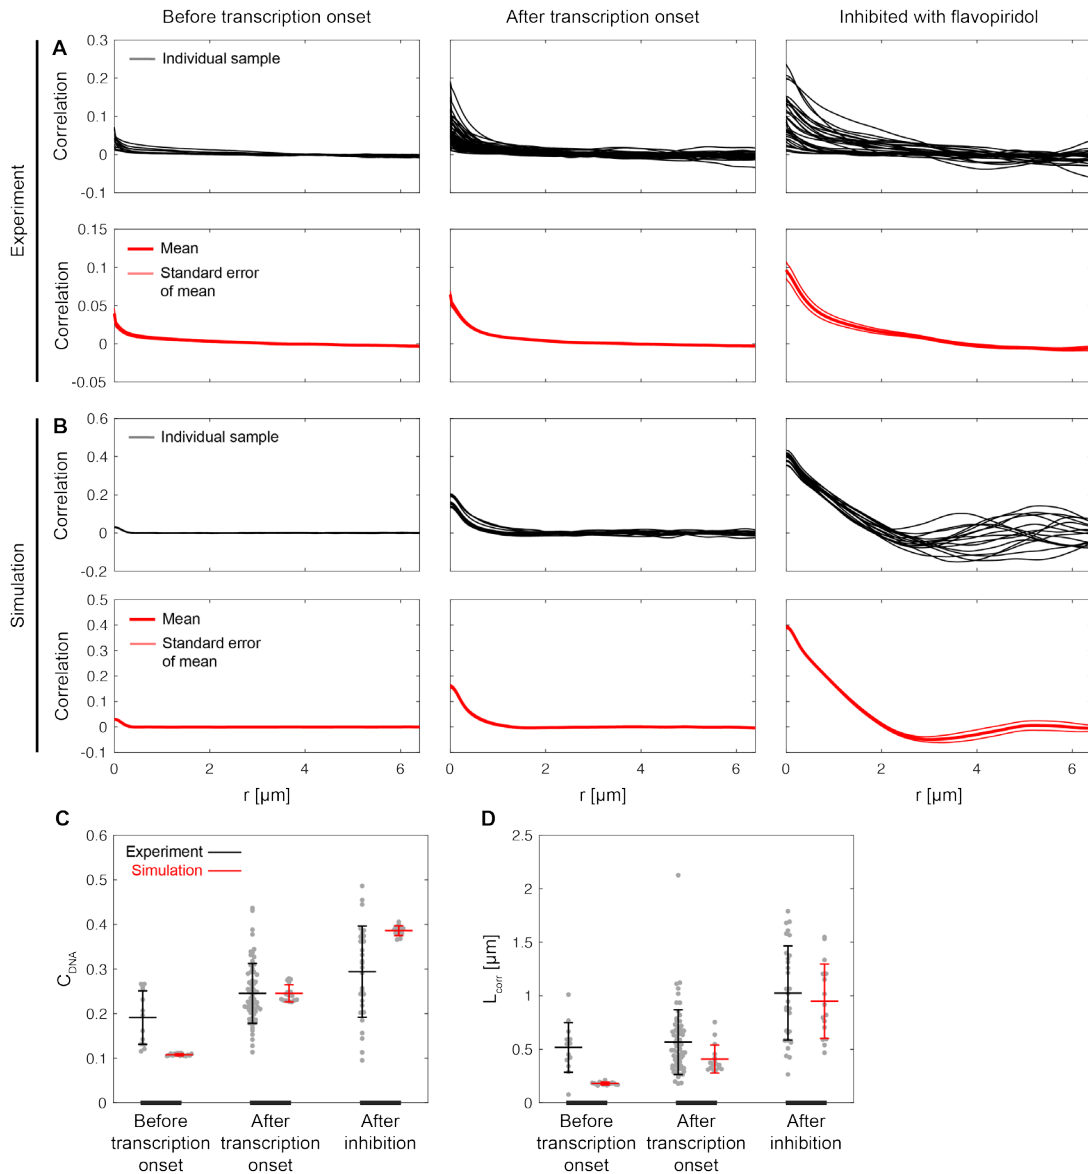 Before transcription onset
After transcription onset
Inhibited with flavopiridol
A
Experiment
Correlation
0.3
0.2
0.1
0
-0.1
Individual sample
Correlation
0.15
0.1
0.05
0
-0.05
Mean
Standard error
of mean
B
Simulation
Correlation
0.6
0.4
0.2
0
-0.2
Individual sample
Correlation
0.5
0.4
0.3
0.2
0.1
0
-0.1
Mean
Standard error
of mean
0 2 4 6
0 2 4 6
0 2 4 6
r [µm]
r [µm]
r [µm]
C
C_DNA
0.6
0.5
0.4
0.3
0.2
0.1
0
Experiment
Simulation
Before
transcription
onset
After
transcription
onset
After
inhibition
D
L_corr [µm]
2.5
2
1.5
1
0.5
0
Before
transcription
onset
After
transcription
onset
After
inhibition